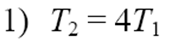 1) T₂ = 4T₁